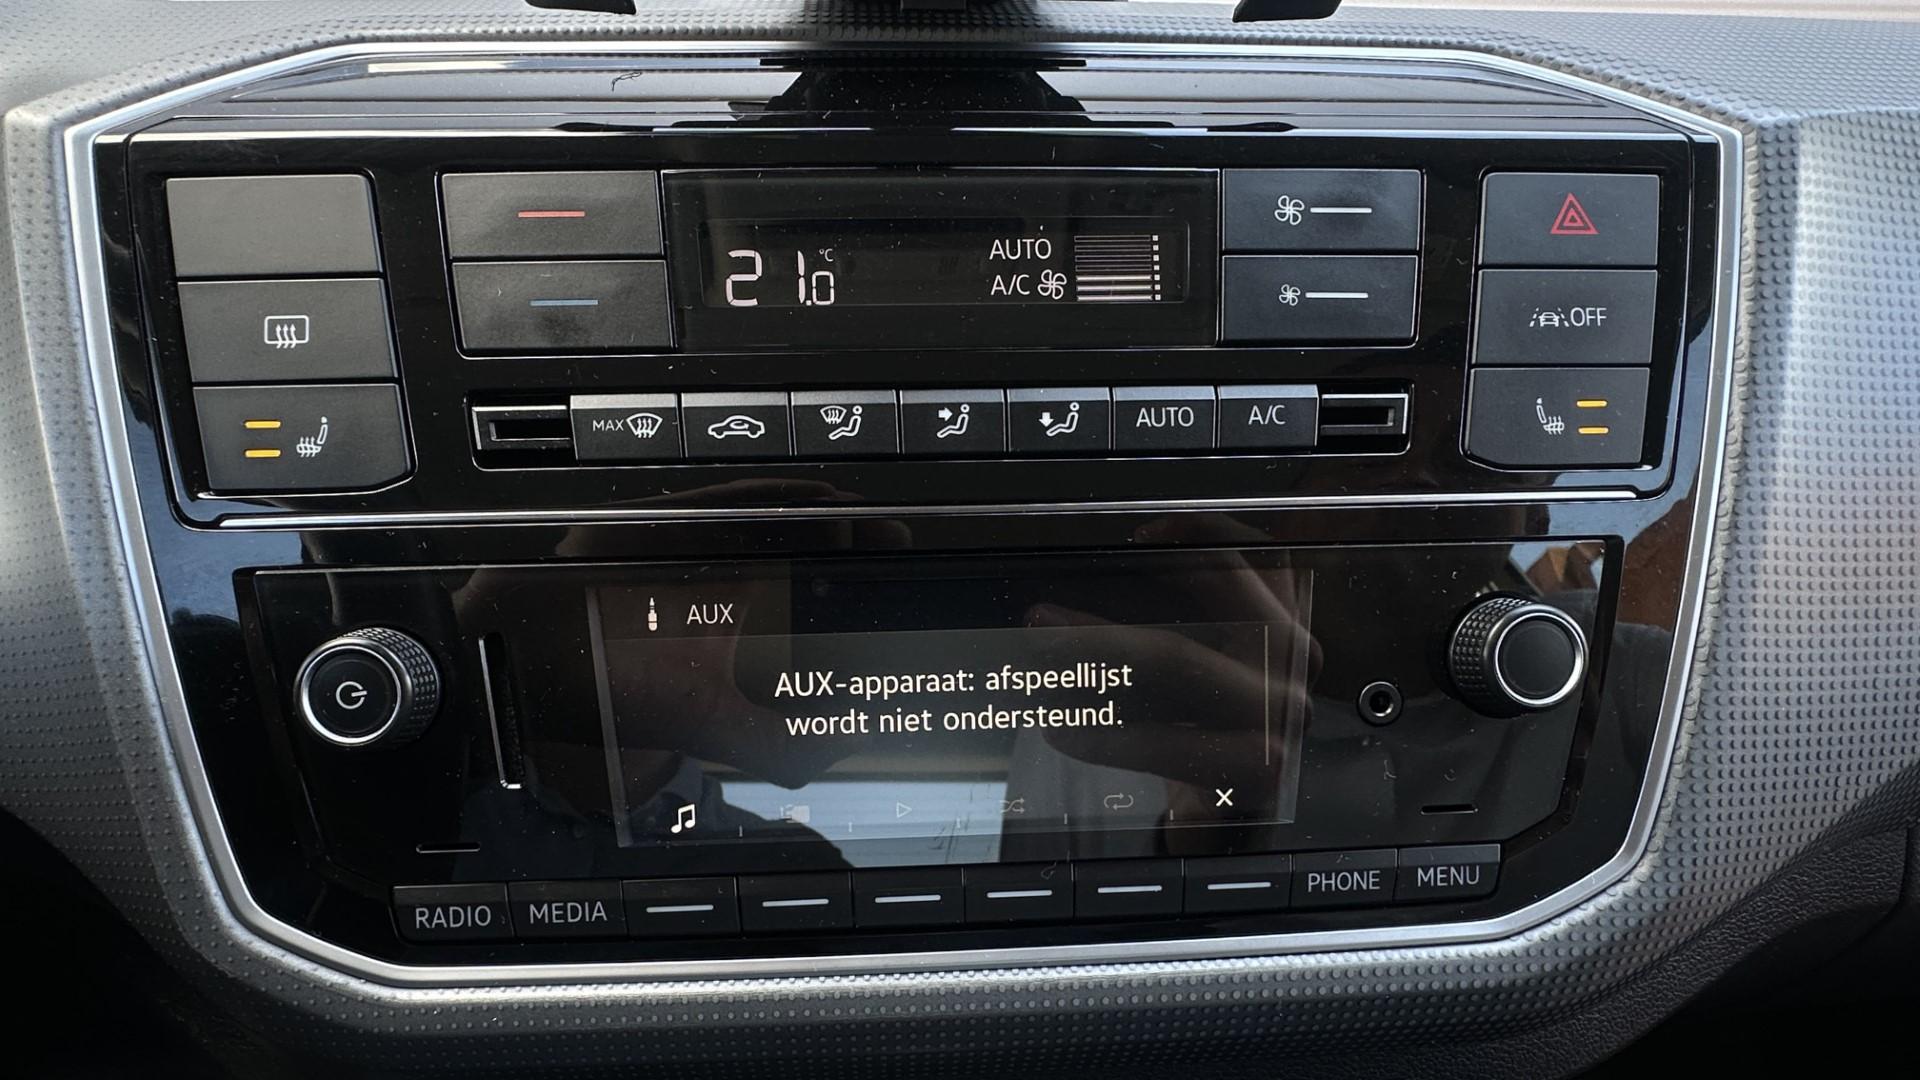 21.0 °C
AUTO
A/C
OFF
MAX
AUTO
A/C
AUX
AUX-apparaat: afspeellijst
wordt niet ondersteund.
RADIO
MEDIA
PHONE
MENU